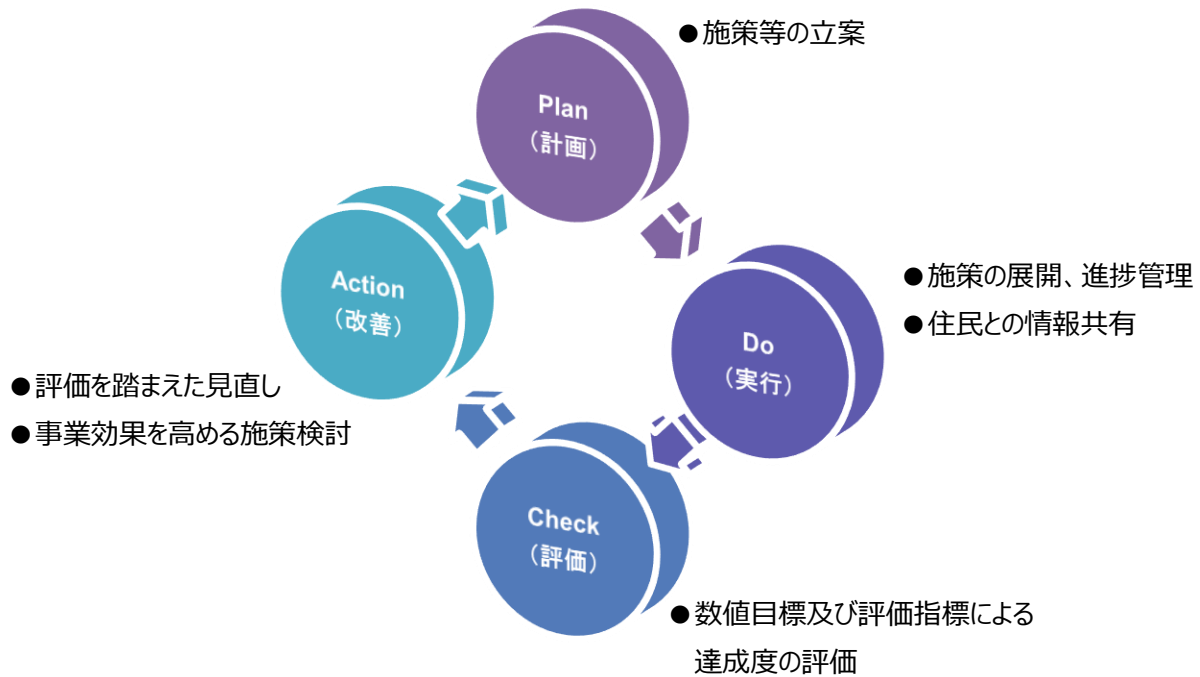 Plan
（計画）
●施策等の立案
Do
（実行）
●施策の展開、進捗管理
●住民との情報共有
Check
（評価）
●数値目標及び評価指標による
達成度の評価
Action
（改善）
●評価を踏まえた見直し
●事業効果を高める施策検討